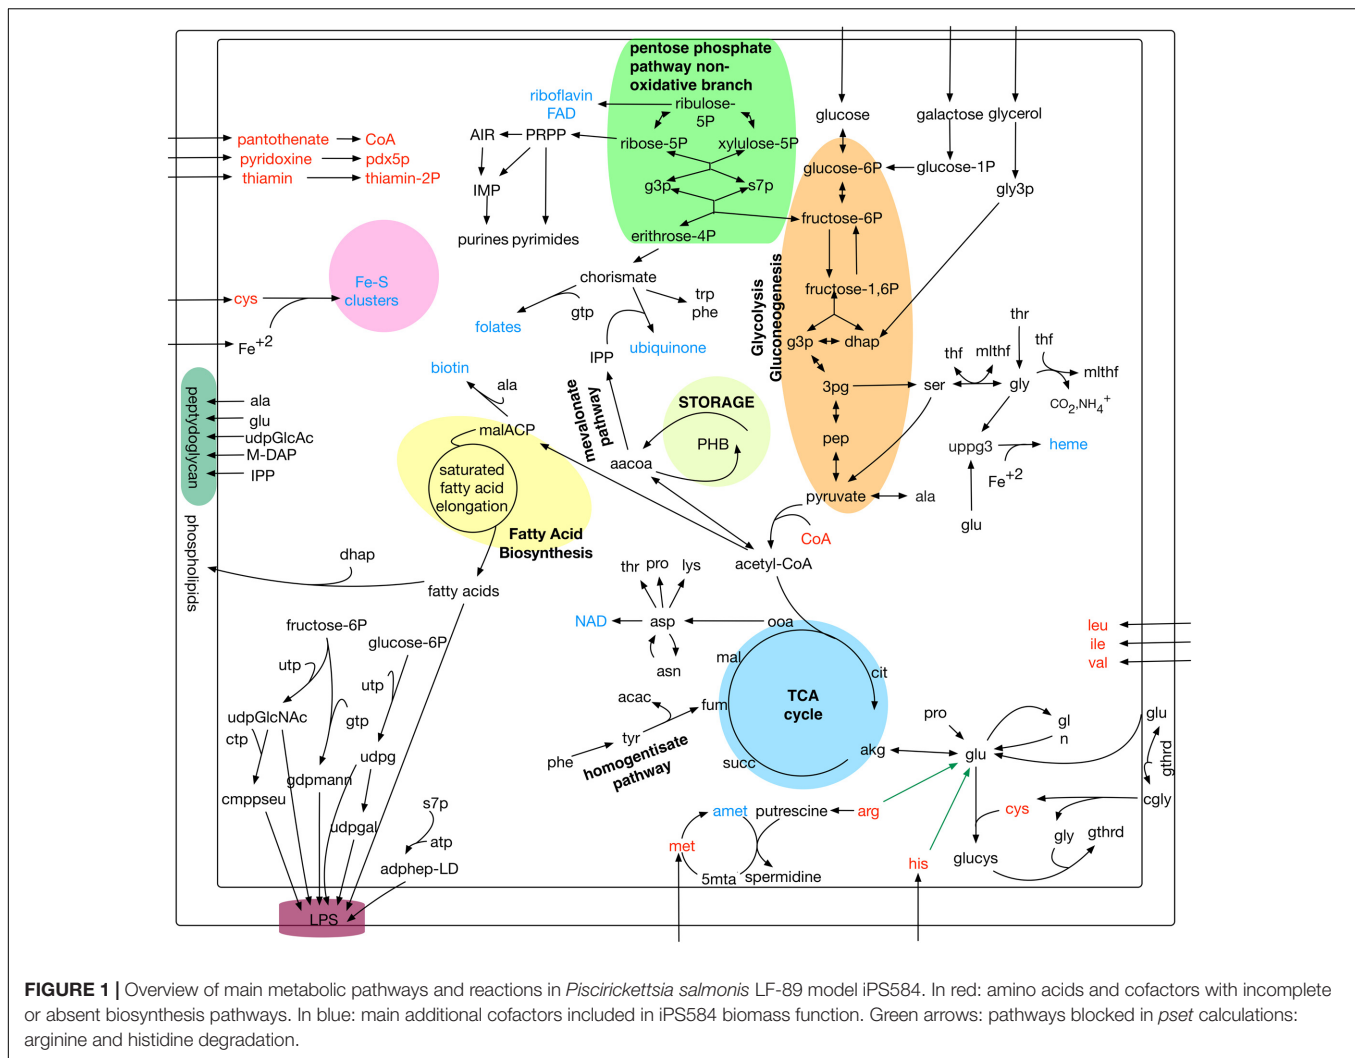 pentose phosphate
pathway non-
oxidative branch
riboflavin
FAD
ribulose-
5P
glucose
galactose
glycerol
pantothenate
CoA
AIR
PRPP
ribose-5P
xylulose-5P
pyridoxine
pdx5p
thiamin
thiamin-2P
glucose-6P
glucose-1P
IMP
g3p
s7p
gly3p
fructose-6P
purines
pyrimides
erithrose-4P
chorismate
Fe-S
clusters
cys
trp
phe
gtp
folates
fructose-1,6P
Glycolysis
Gluconeogenesis
thr
Fe+2
ubiquinone
IPP
g3p
dhap
thf
mlthf
thf
mlthf
biotin
ala
3pg
ser
gly
CO2,NH4+
peptydoglycan
ala
glu
udpGlcAc
M-DAP
IPP
mevalonate
pathway
STORAGE
PHB
malACP
pep
uppg3
heme
Fe+2
aacoa
saturated
fatty acid
elongation
pyruvate
ala
glu
Fatty Acid
Biosynthesis
CoA
phospholipids
dhap
acetyl-CoA
fatty acids
thr
pro
lys
NAD
asp
ooa
asn
leu
ile
val
fructose-6P
glucose-6P
utp
utp
mal
cit
TCA
cycle
acac
fum
tyr
phe
homogentisate
pathway
succ
akg
udpGlcNAc
ctp
gtp
udpg
gdpmann
cmppseu
udpgal
s7p
atp
adphep-LD
LPS
pro
gl
n
glu
glu
gthrd
cgly
amet
putrescine
arg
cys
met
5mta
spermidine
his
glucys
gly
gthrd
FIGURE 1 | Overview of main metabolic pathways and reactions in Piscirickettsia salmonis LF-89 model iPS584. In red: amino acids and cofactors with incomplete
or absent biosynthesis pathways. In blue: main additional cofactors included in iPS584 biomass function. Green arrows: pathways blocked in pset calculations:
arginine and histidine degradation.